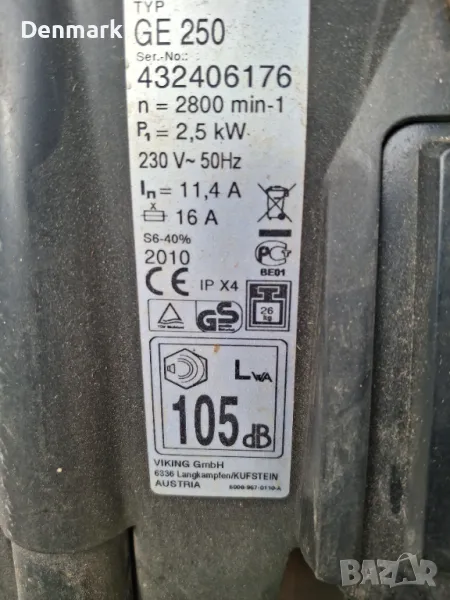 Denmark
TYP
GE 250
Ser.-No.:
432406176
n = 2800 min-1
P₁ = 2,5 kW
230 V~ 50Hz
Iₙ = 11,4 A
x
16 A
S6-40%
2010
BE01
CE IP X4
GS
26
kg
LWA
105 dB
VIKING GmbH
6336 Langkampfen/KUFSTEIN
AUSTRIA
BAZAR